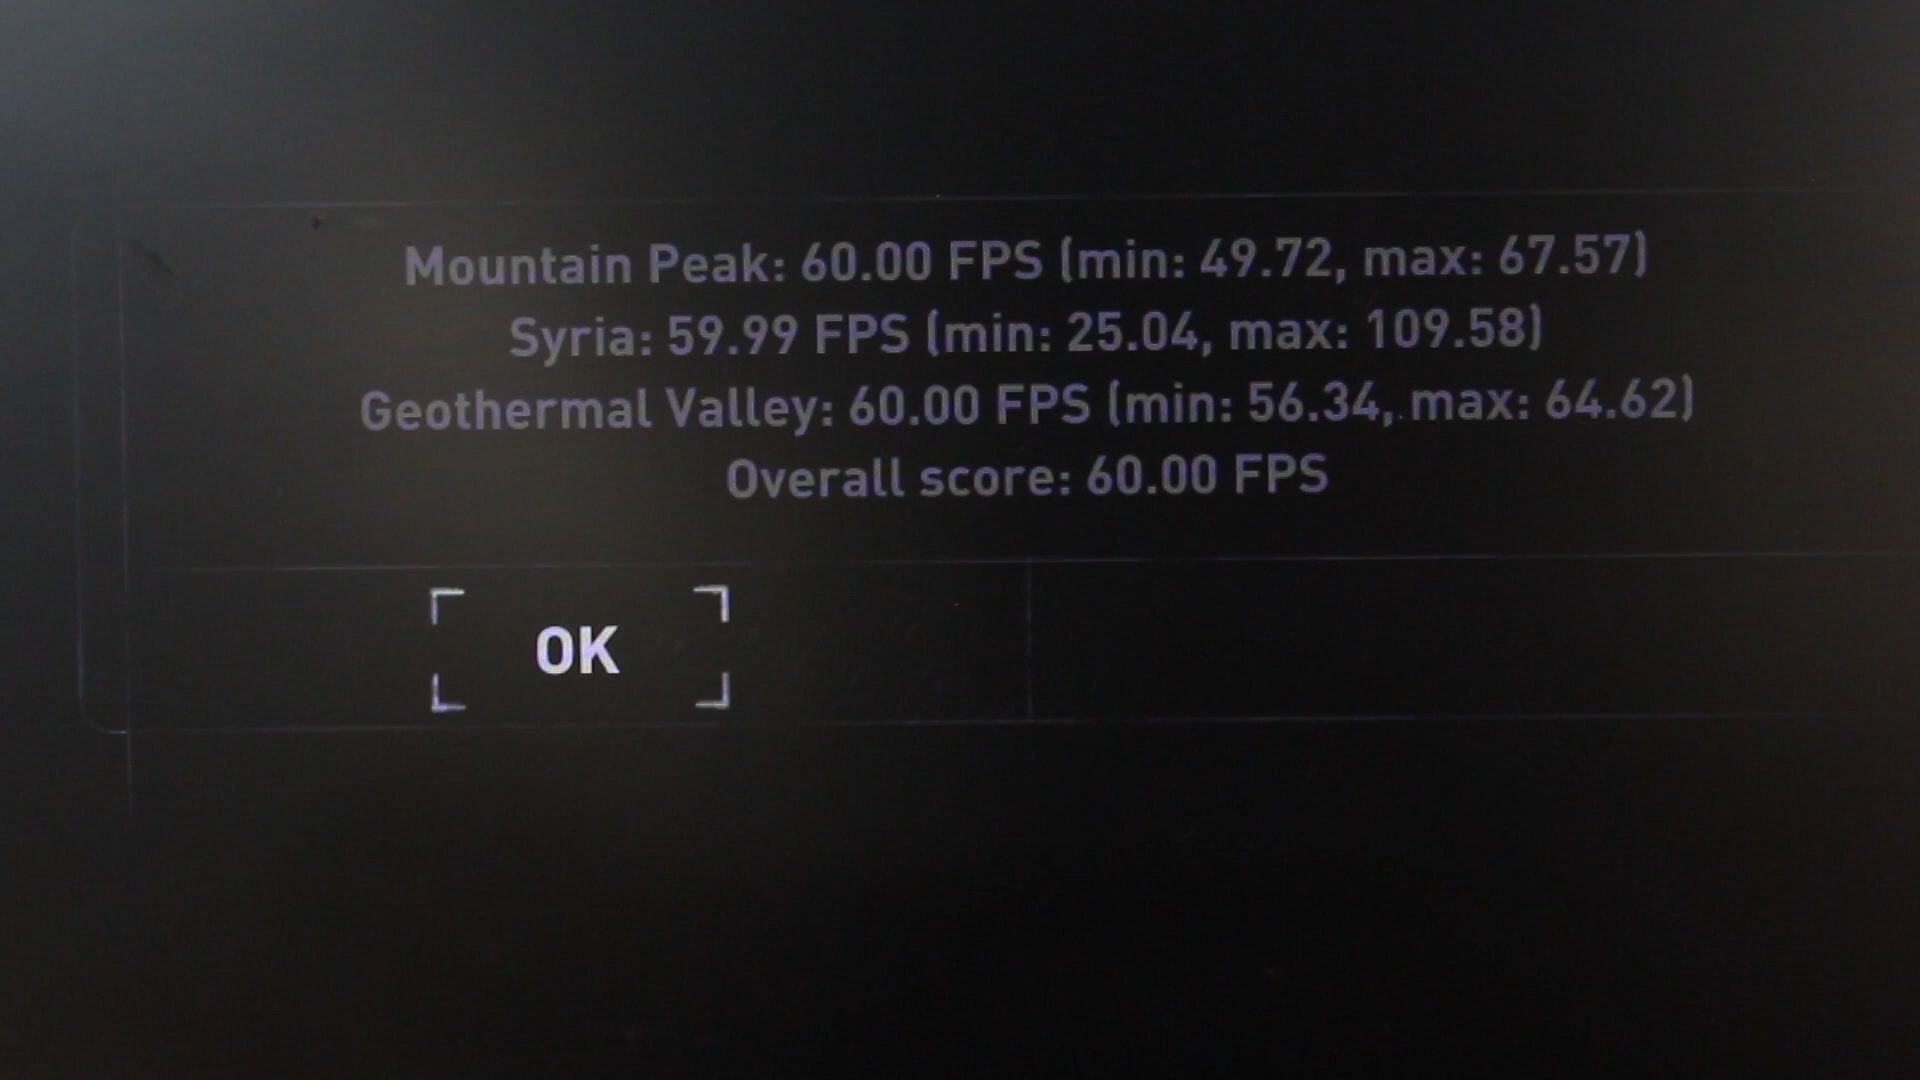 Mountain Peak: 60.00 FPS (min: 49.72, max: 67.57)
Syria: 59.99 FPS (min: 25.04, max: 109.58)
Geothermal Valley: 60.00 FPS (min: 56.34, max: 64.62)
Overall score: 60.00 FPS
OK